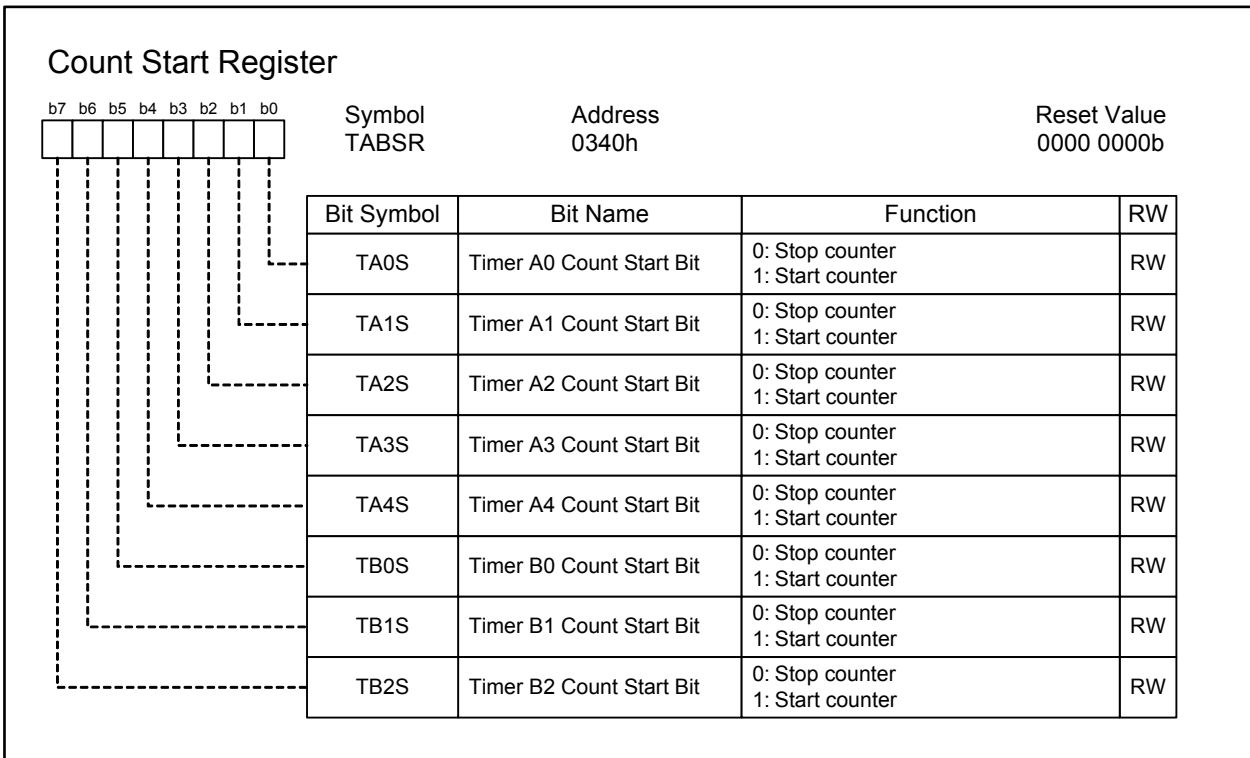 Count Start Register
b7 b6 b5 b4 b3 b2 b1 b0
Symbol Address Reset Value
TABSR 0340h 0000 0000b
Bit Symbol Bit Name Function RW
TA0S Timer A0 Count Start Bit 0: Stop counter
1: Start counter RW
TA1S Timer A1 Count Start Bit 0: Stop counter
1: Start counter RW
TA2S Timer A2 Count Start Bit 0: Stop counter
1: Start counter RW
TA3S Timer A3 Count Start Bit 0: Stop counter
1: Start counter RW
TA4S Timer A4 Count Start Bit 0: Stop counter
1: Start counter RW
TB0S Timer B0 Count Start Bit 0: Stop counter
1: Start counter RW
TB1S Timer B1 Count Start Bit 0: Stop counter
1: Start counter RW
TB2S Timer B2 Count Start Bit 0: Stop counter
1: Start counter RW